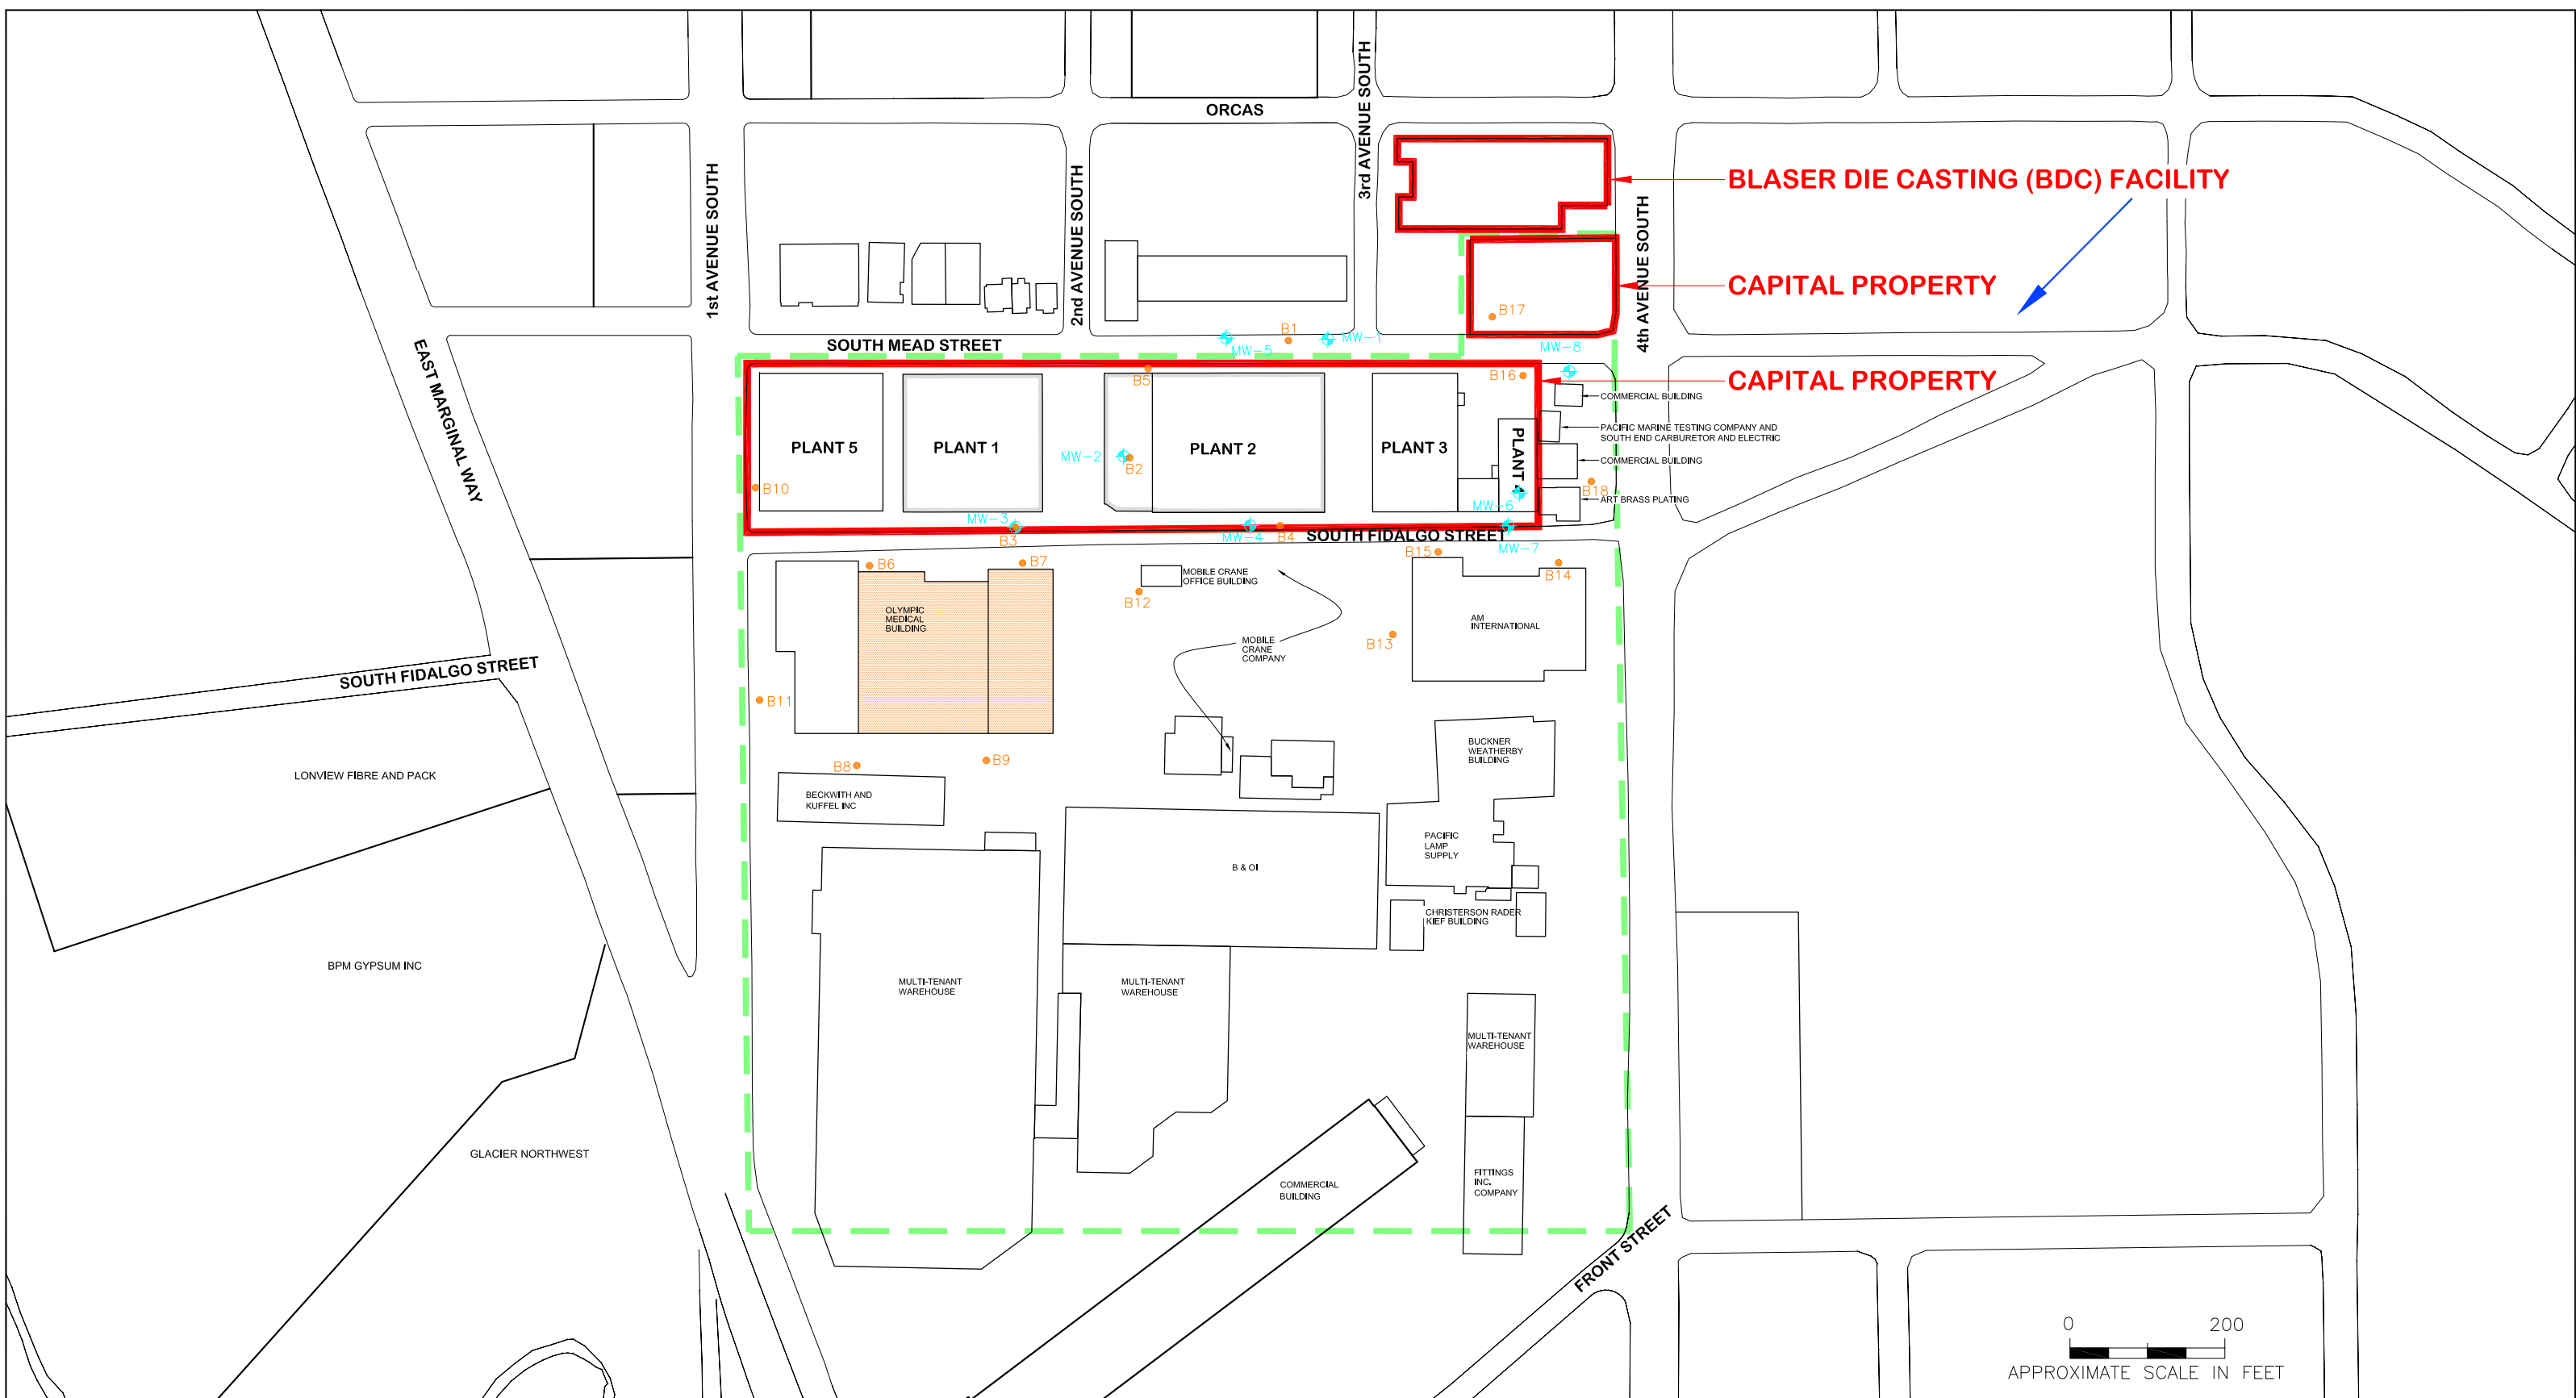 ORCAS
3rd AVENUE SOUTH
1st AVENUE SOUTH
2nd AVENUE SOUTH
4th AVENUE SOUTH
BLASER DIE CASTING (BDC) FACILITY
CAPITAL PROPERTY
B17
B1
MW-1
MW-5
MW-8
SOUTH MEAD STREET
EAST MARGINAL WAY
CAPITAL PROPERTY
B5
B16
COMMERCIAL BUILDING
PACIFIC MARINE TESTING COMPANY AND
SOUTH END CARBURETOR AND ELECTRIC
PLANT 5
PLANT 1
PLANT 2
PLANT 3
PLANT 4
MW-2
B2
COMMERCIAL BUILDING
B10
B18
ART BRASS PLATING
MW-6
MW-3
B3
MW-4
B4
SOUTH FIDALGO STREET
MW-7
B15
B6
B7
B14
MOBILE CRANE
OFFICE BUILDING
B12
OLYMPIC
MEDICAL
BUILDING
AM
INTERNATIONAL
MOBILE
CRANE
COMPANY
B13
SOUTH FIDALGO STREET
B11
BUCKNER
WEATHERBY
BUILDING
B8
B9
LONVIEW FIBRE AND PACK
BECKWITH AND
KUFFEL INC
PACIFIC
LAMP
SUPPLY
B & OI
CHRISTERSON RADER
KIEF BUILDING
BPM GYPSUM INC
MULTI-TENANT
WAREHOUSE
MULTI-TENANT
WAREHOUSE
MULTI-TENANT
WAREHOUSE
GLACIER NORTHWEST
COMMERCIAL
BUILDING
FITTINGS
INC.
COMPANY
FRONT STREET
0 200
APPROXIMATE SCALE IN FEET